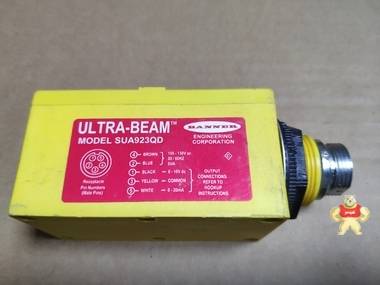 ULTRA-BEAM™
MODEL SUA923QD
BANNER
ENGINEERING
CORPORATION
Receptacle
Pin Numbers
(Male Pins)
BROWN
BLUE
BLACK
YELLOW
WHITE
105 - 130V ac
50 / 60HZ
6VA
0 - 10V dc
COMMON
0 - 20mA
OUTPUT
CONNECTIONS
REFER TO
HOOKUP
INSTRUCTIONS